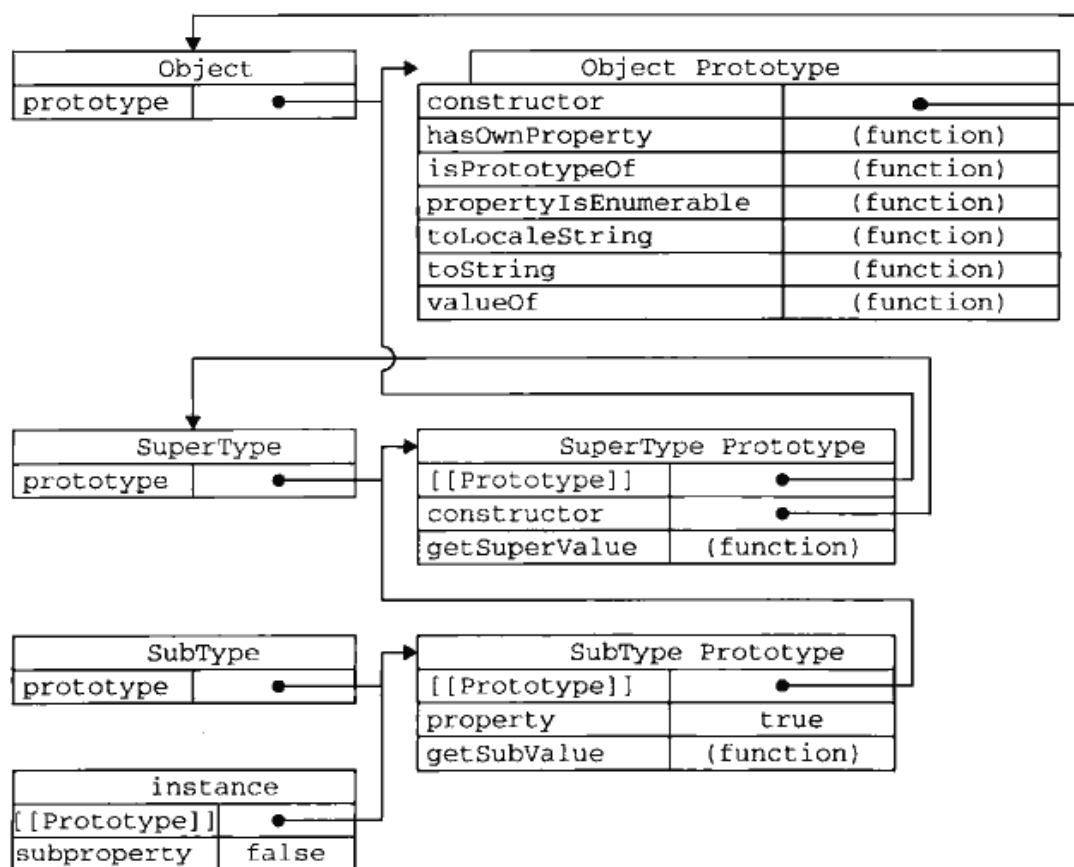 Object
prototype
Object Prototype
constructor
hasOwnProperty (function)
isPrototypeOf (function)
propertyIsEnumerable (function)
toLocaleString (function)
toString (function)
valueOf (function)
SuperType
prototype
SuperType Prototype
[[Prototype]]
constructor
getSuperValue (function)
SubType
prototype
SubType Prototype
[[Prototype]]
property true
getSubValue (function)
instance
[[Prototype]]
subproperty false